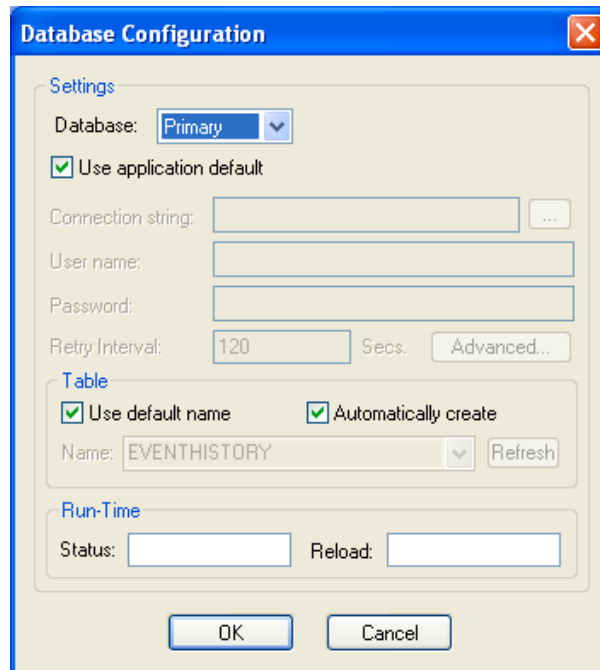 Database Configuration
Settings
Database: Primary
Use application default
Connection string: ...
User name:
Password:
Retry Interval: 120 Secs. Advanced...
Table
Use default name Automatically create
Name: EVENTHISTORY Refresh
Run-Time
Status: Reload:
OK Cancel